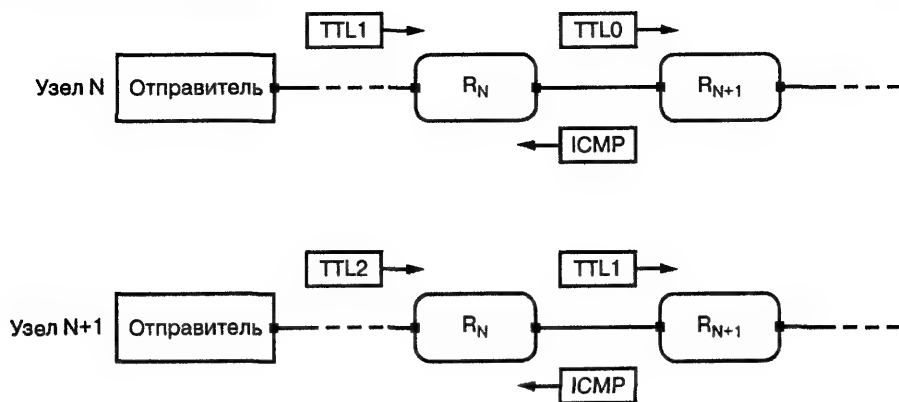 TTL1
TTL0
Узел N
Отправитель
R_N
R_N+1
ICMP
TTL2
TTL1
Узел N+1
Отправитель
R_N
R_N+1
ICMP